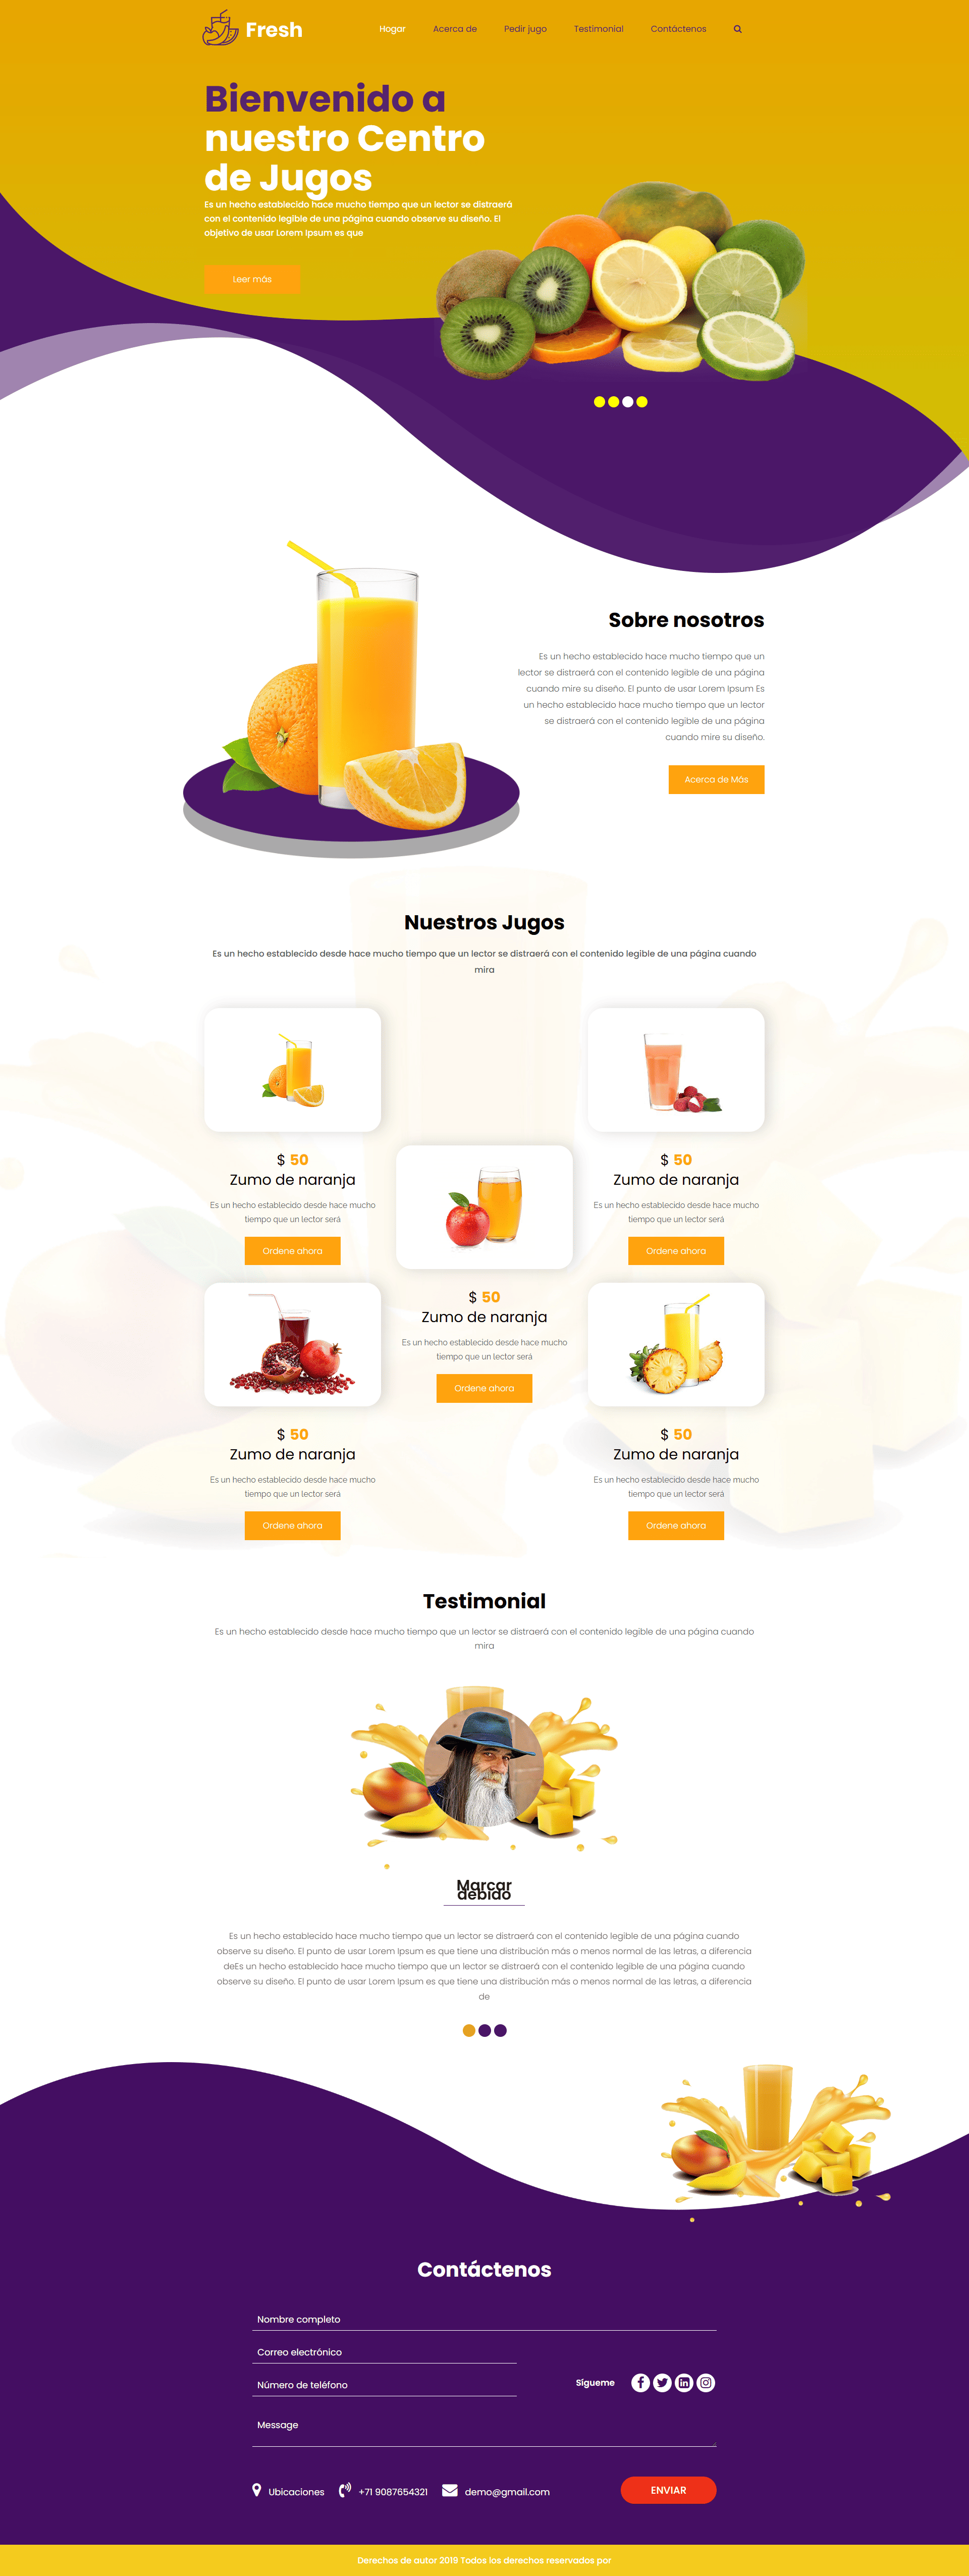 Fresh
Hogar
Acerca de
Pedir jugo
Testimonial
Contáctenos
Bienvenido a
nuestro Centro
de Jugos
Es un hecho establecido hace mucho tiempo que un lector se distraerá
con el contenido legible de una página cuando observe su diseño. El
objetivo de usar Lorem Ipsum es que
Leer más
Sobre nosotros
Es un hecho establecido hace mucho tiempo que un
lector se distraerá con el contenido legible de una página
cuando mire su diseño. El punto de usar Lorem Ipsum Es
un hecho establecido hace mucho tiempo que un lector
se distraerá con el contenido legible de una página
cuando mire su diseño.
Acerca de Más
Nuestros Jugos
Es un hecho establecido desde hace mucho tiempo que un lector se distraerá con el contenido legible de una página cuando
mira
$ 50
Zumo de naranja
Es un hecho establecido desde hace mucho
tiempo que un lector será
Ordene ahora
$ 50
Zumo de naranja
Es un hecho establecido desde hace mucho
tiempo que un lector será
Ordene ahora
$ 50
Zumo de naranja
Es un hecho establecido desde hace mucho
tiempo que un lector será
Ordene ahora
$ 50
Zumo de naranja
Es un hecho establecido desde hace mucho
tiempo que un lector será
Ordene ahora
$ 50
Zumo de naranja
Es un hecho establecido desde hace mucho
tiempo que un lector será
Ordene ahora
Testimonial
Es un hecho establecido desde hace mucho tiempo que un lector se distraerá con el contenido legible de una página cuando
mira
Marcar
debido
Es un hecho establecido hace mucho tiempo que un lector se distraerá con el contenido legible de una página cuando
observe su diseño. El punto de usar Lorem Ipsum es que tiene una distribución más o menos normal de las letras, a diferencia
deEs un hecho establecido hace mucho tiempo que un lector se distraerá con el contenido legible de una página cuando
observe su diseño. El punto de usar Lorem Ipsum es que tiene una distribución más o menos normal de las letras, a diferencia
de
Contáctenos
Nombre completo
Correo electrónico
Número de teléfono
Sígueme
Message
Ubicaciones
+71 9087654321
demo@gmail.com
ENVIAR
Derechos de autor 2019 Todos los derechos reservados por